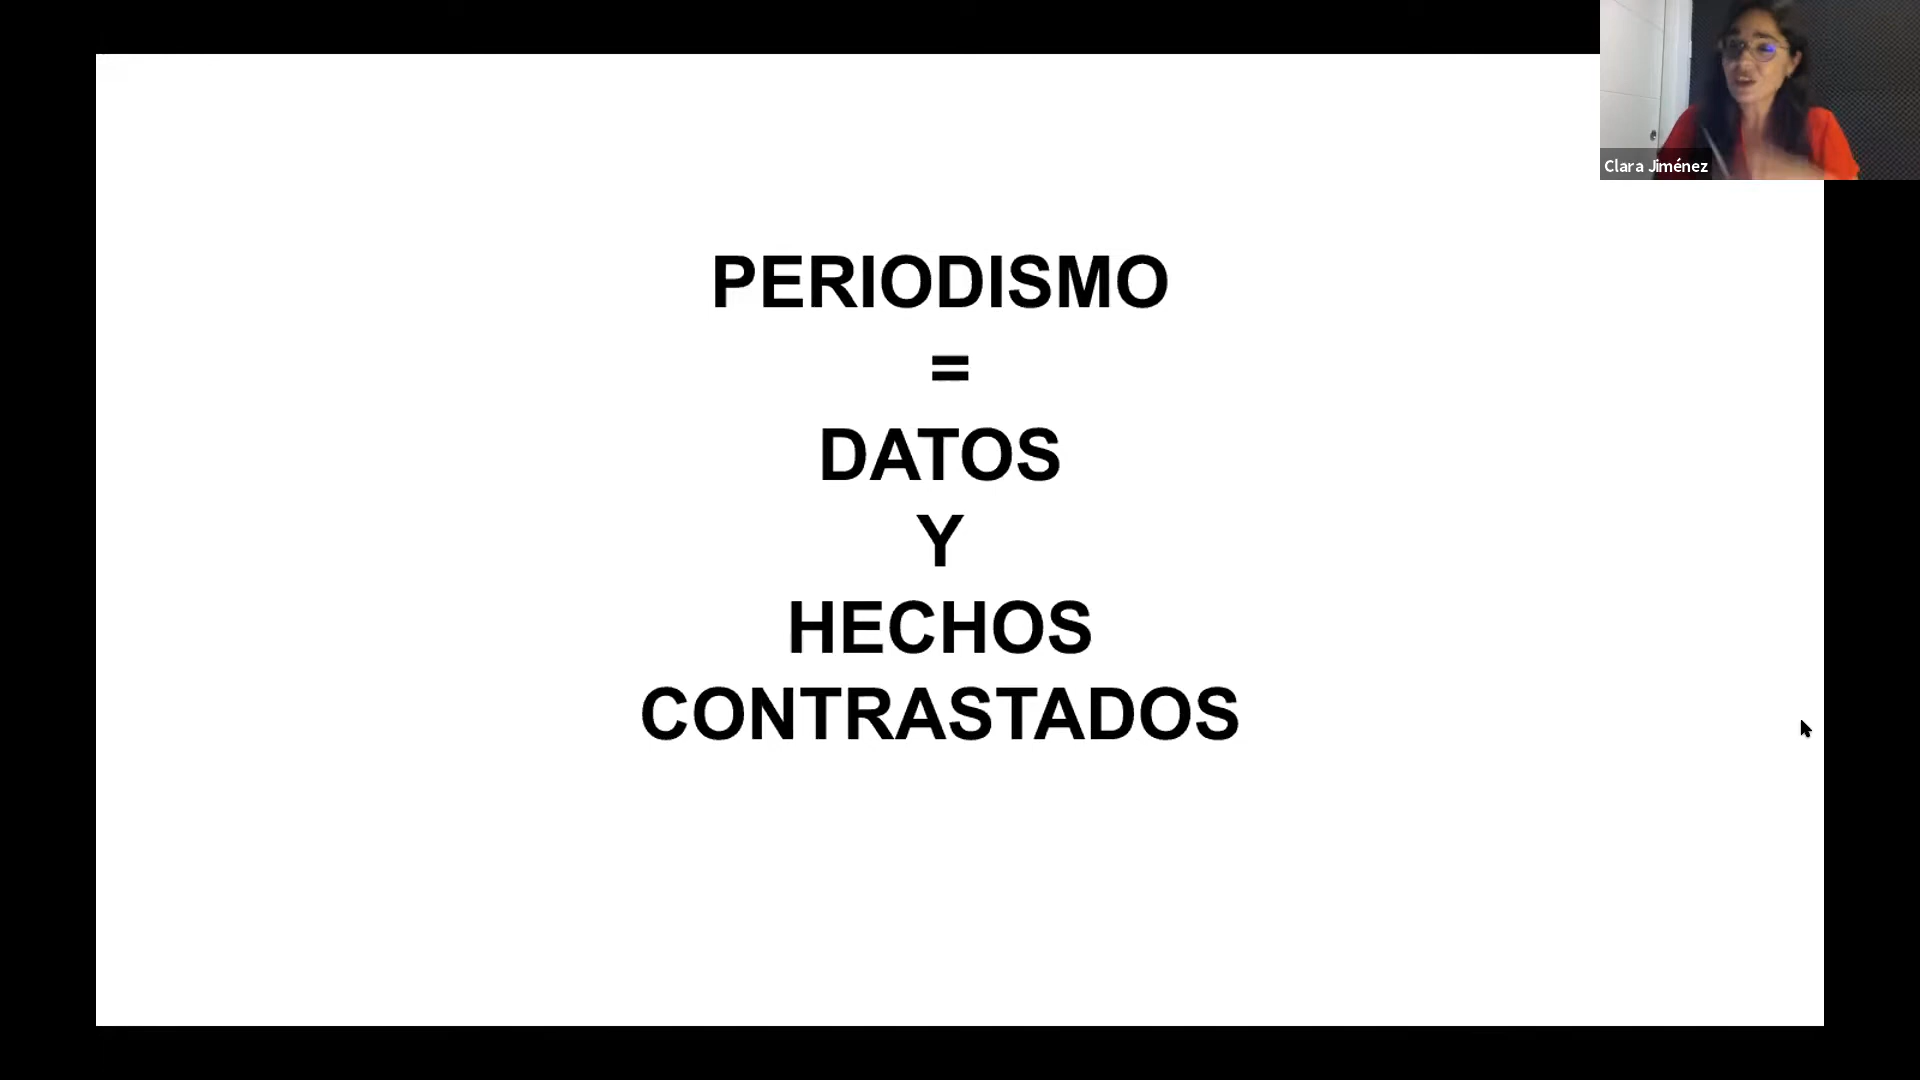 Clara Jiménez
PERIODISMO
=
DATOS
Y
HECHOS
CONTRASTADOS